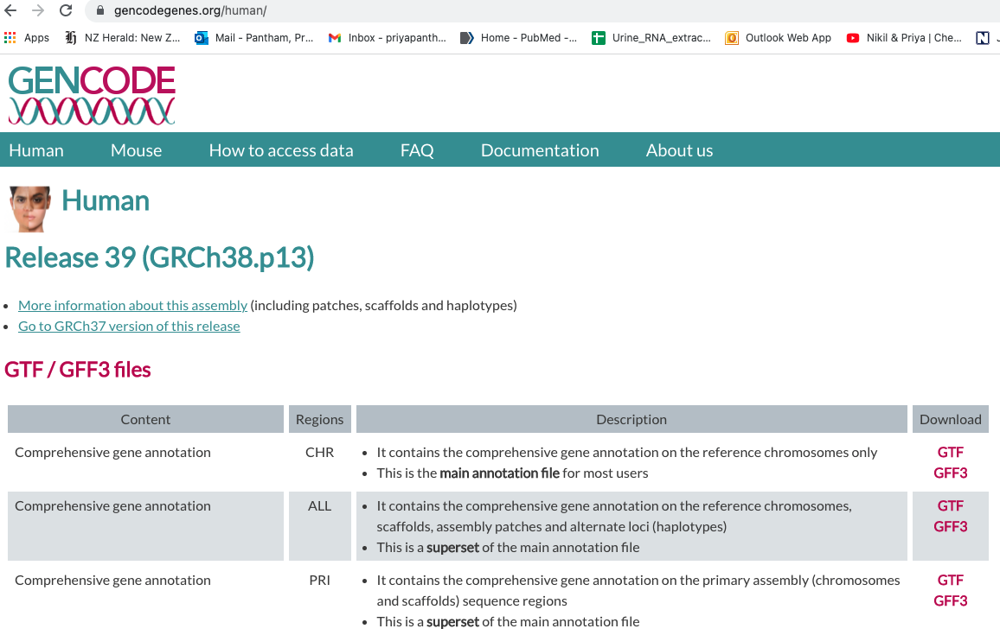 gencodegenes.org/human/
Apps NZ Herald: New Z... Mail - Pantham, Pr... Inbox - priyapanth... Home - PubMed -... Urine_RNA_extrac... Outlook Web App Nikil & Priya | Che...
GENCODE
Human Mouse How to access data FAQ Documentation About us
Human
Release 39 (GRCh38.p13)
• More information about this assembly (including patches, scaffolds and haplotypes)
• Go to GRCh37 version of this release
GTF / GFF3 files
Content Regions Description Download
Comprehensive gene annotation CHR • It contains the comprehensive gene annotation on the reference chromosomes only GTF
• This is the main annotation file for most users GFF3
Comprehensive gene annotation ALL • It contains the comprehensive gene annotation on the reference chromosomes, GTF
scaffolds, assembly patches and alternate loci (haplotypes) GFF3
• This is a superset of the main annotation file
Comprehensive gene annotation PRI • It contains the comprehensive gene annotation on the primary assembly (chromosomes GTF
and scaffolds) sequence regions GFF3
• This is a superset of the main annotation file